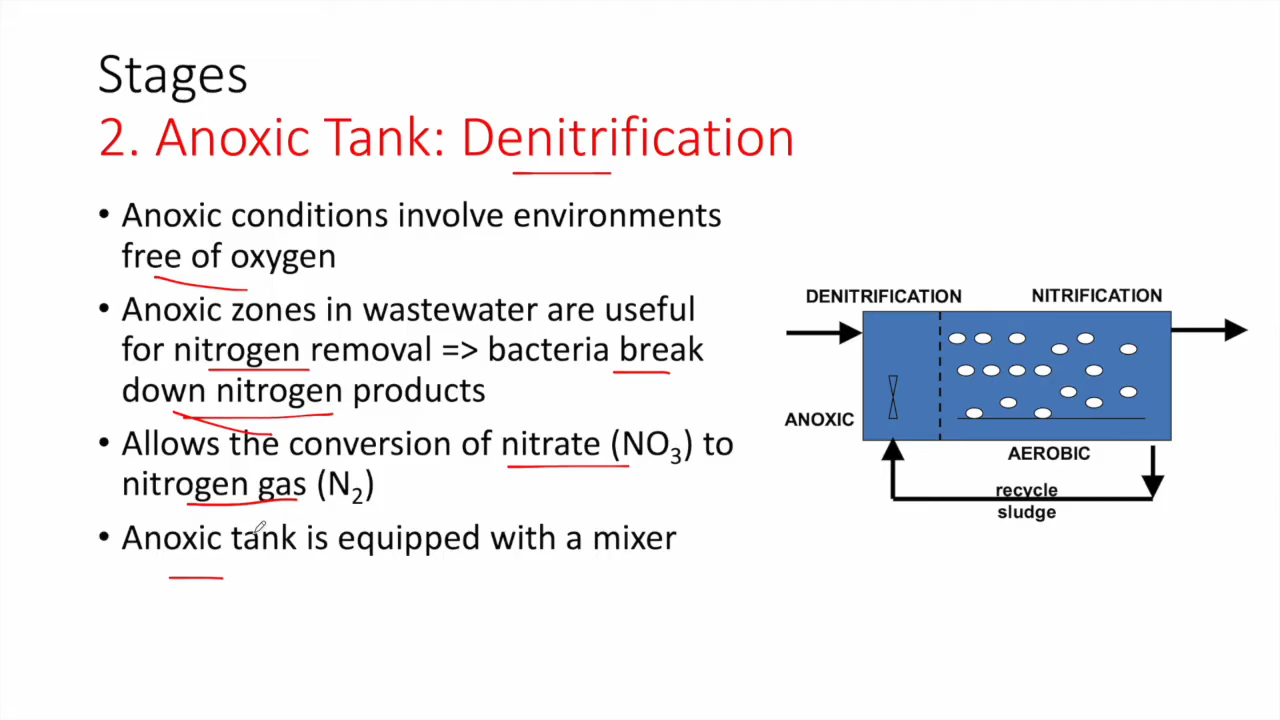 Stages
2. Anoxic Tank: Denitrification
• Anoxic conditions involve environments
free of oxygen
• Anoxic zones in wastewater are useful
for nitrogen removal => bacteria break
down nitrogen products
• Allows the conversion of nitrate (NO₃) to
nitrogen gas (N₂)
• Anoxic tank is equipped with a mixer
DENITRIFICATION
NITRIFICATION
ANOXIC
AEROBIC
recycle
sludge